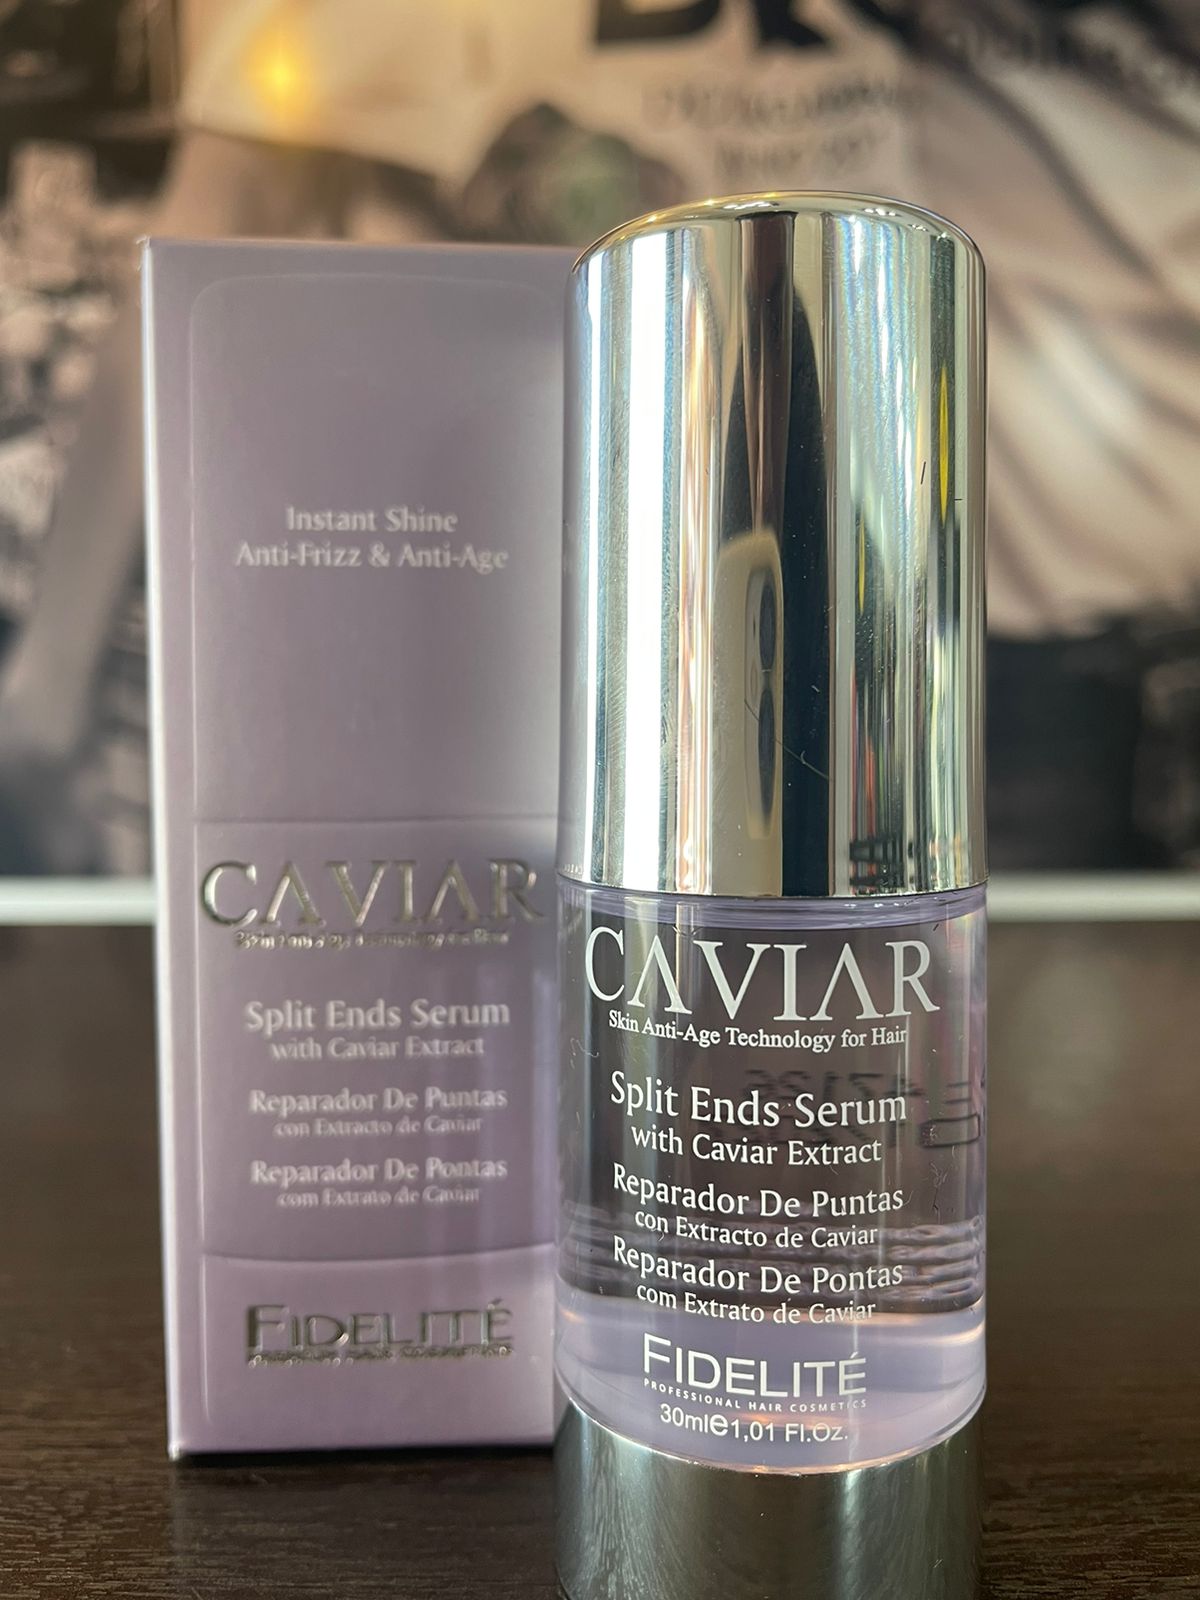 Instant Shine
Anti-Frizz & Anti-Age
CAVIAR
Split Ends Serum
with Caviar Extract
Reparador De Puntas
con Extracto de Caviar
Reparador De Pontas
com Extrato de Caviar
FIDELITÉ
CAVIAR
Skin Anti-Age Technology for Hair
Split Ends Serum
with Caviar Extract
Reparador De Puntas
con Extracto de Caviar
Reparador De Pontas
com Extrato de Caviar
FIDELITÉ
PROFESSIONAL HAIR COSMETICS
30ml℮1,01 Fl.Oz.